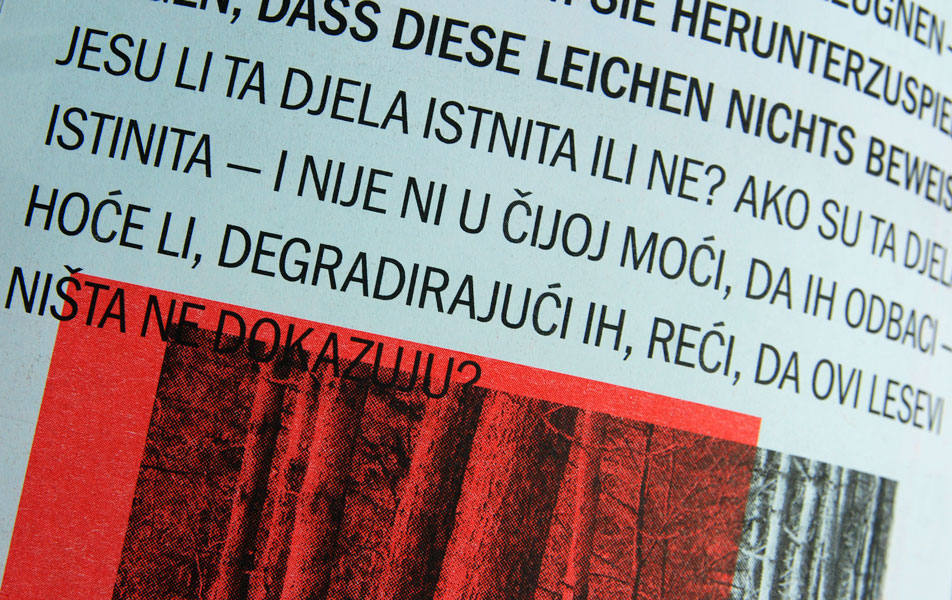 SIE HERUNTERZUSPIE
DASS DIESE LEICHEN NICHTS BEWEIS
JESU LI TA DJELA ISTNITA ILI NE? AKO SU TA DJEL
ISTINITA – I NIJE NI U ČIJOJ MOĆI, DA IH ODBACI –
HOĆE LI, DEGRADIRAJUĆI IH, REĆI, DA OVI LESEVI
NIŠTA NE DOKAZUJU?